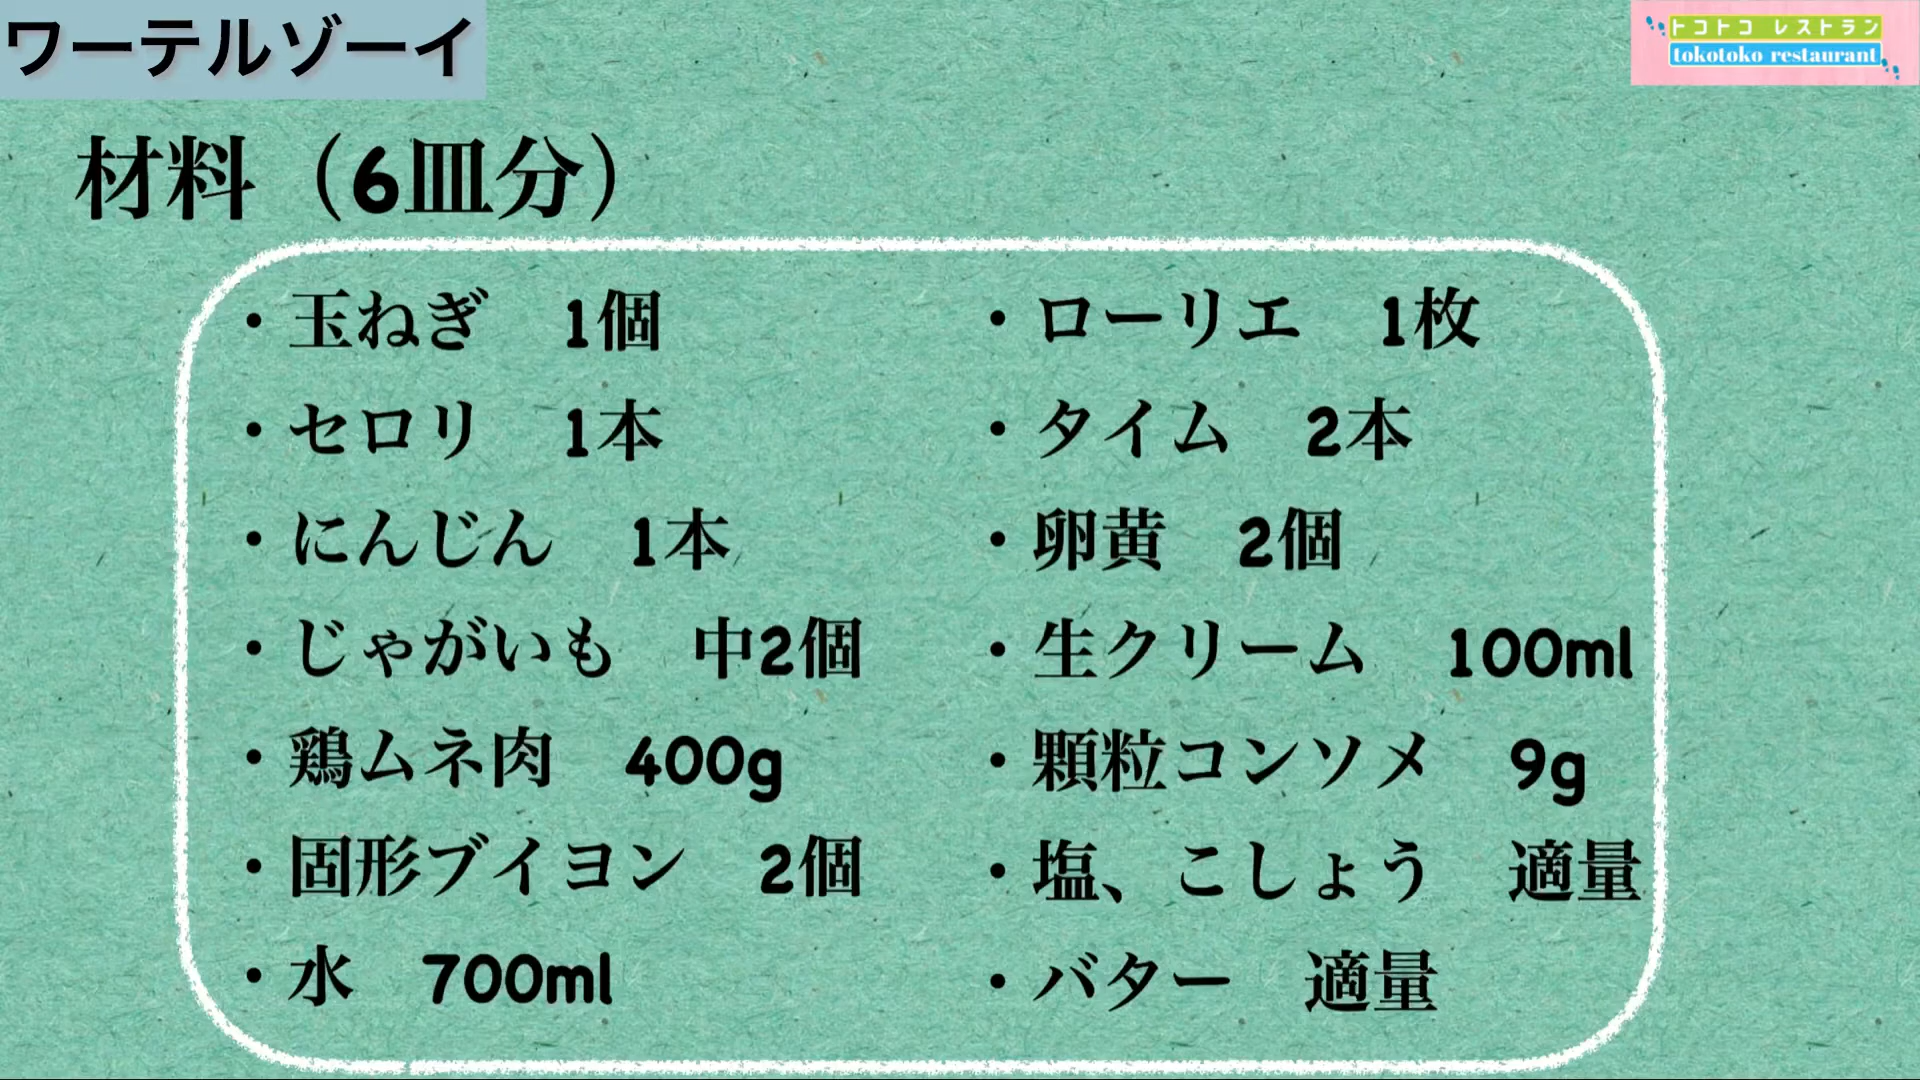 ワーテルゾーイ
トコトコ レストラン
tokotoko restaurant
材料（6皿分）
・玉ねぎ　1個
・セロリ　1本
・にんじん　1本
・じゃがいも　中2個
・鶏ムネ肉　400g
・固形ブイヨン　2個
・水　700ml
・ローリエ　1枚
・タイム　2本
・卵黄　2個
・生クリーム　100ml
・顆粒コンソメ　9g
・塩、こしょう　適量
・バター　適量